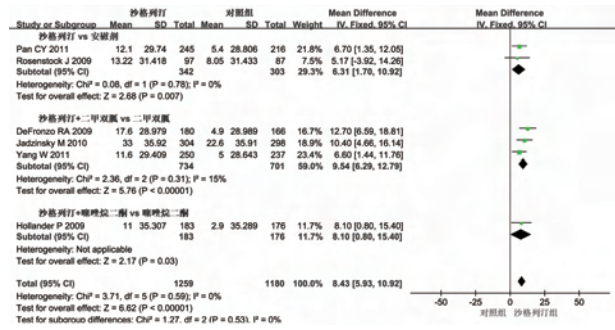 沙格列汀 对照组 Mean Difference Mean Difference
Study or Subgroup Mean SD Total Mean SD Total Weight IV, Fixed, 95% CI IV, Fixed, 95% CI
沙格列汀 vs 安慰剂
Pan CY 2011 12.1 29.74 245 5.4 28.806 216 21.8% 6.70 [1.35, 12.05]
Rosenstock J 2009 13.22 31.418 97 8.05 31.433 87 7.5% 5.17 [-3.92, 14.26]
Subtotal (95% CI) 342 303 29.3% 6.31 [1.70, 10.92]
Heterogeneity: Chi² = 0.08, df = 1 (P = 0.78); I² = 0%
Test for overall effect: Z = 2.68 (P = 0.007)
沙格列汀+二甲双胍 vs 二甲双胍
DeFronzo RA 2009 17.6 28.979 180 4.9 28.989 166 16.7% 12.70 [6.59, 18.81]
Jadzinsky M 2010 33 35.92 304 22.6 35.91 298 18.9% 10.40 [4.66, 16.14]
Yang W 2011 11.6 29.409 250 5 28.643 237 23.4% 6.60 [1.44, 11.76]
Subtotal (95% CI) 734 701 59.0% 9.54 [6.29, 12.79]
Heterogeneity: Chi² = 2.36, df = 2 (P = 0.31); I² = 15%
Test for overall effect: Z = 5.76 (P < 0.00001)
沙格列汀+噻唑烷二酮 vs 噻唑烷二酮
Hollander P 2009 11 35.307 183 2.9 35.289 176 11.7% 8.10 [0.80, 15.40]
Subtotal (95% CI) 183 176 11.7% 8.10 [0.80, 15.40]
Heterogeneity: Not applicable
Test for overall effect: Z = 2.17 (P = 0.03)
Total (95% CI) 1259 1180 100.0% 8.43 [5.93, 10.92]
Heterogeneity: Chi² = 3.71, df = 5 (P = 0.59); I² = 0%
Test for overall effect: Z = 6.62 (P < 0.00001)
Test for subgroup differences: Chi² = 1.27, df = 2 (P = 0.53), I² = 0%
-50 -25 0 25 50
对照组 沙格列汀组